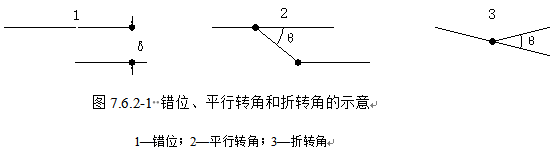 1 2 3
δ θ θ
图 7.6.2-1 错位、平行转角和折转角的示意
1—错位；2—平行转角；3—折转角